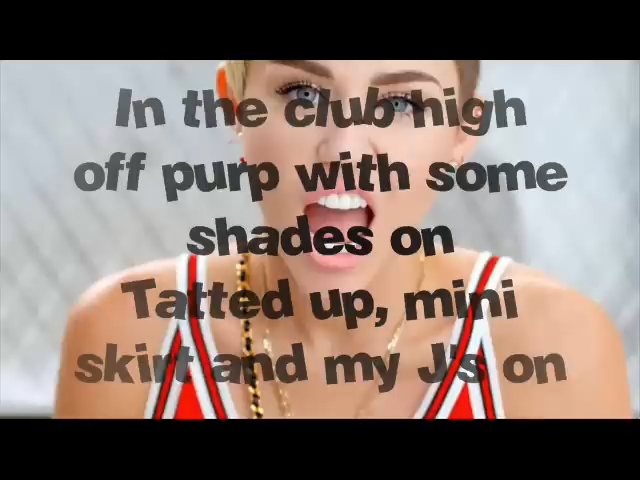 In the club high
off purp with some
shades on
Tatted up, mini
skirt and my J's on